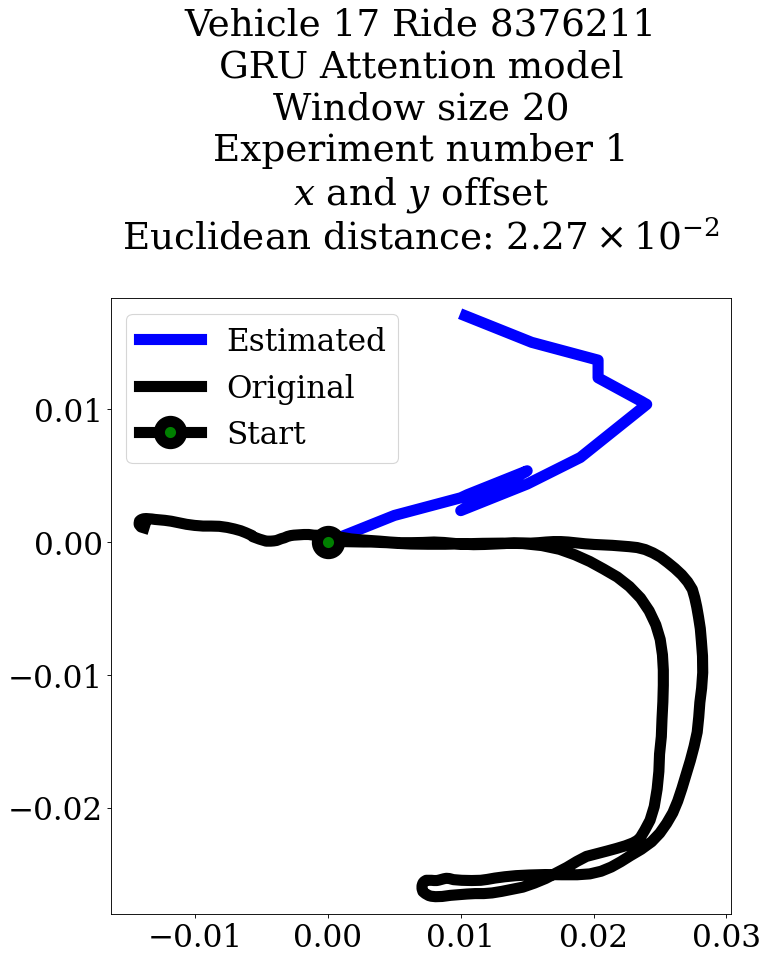 Vehicle 17 Ride 8376211
GRU Attention model
Window size 20
Experiment number 1
x and y offset
Euclidean distance: 2.27 × 10⁻²
Estimated
Original
Start
0.01
0.00
−0.01
−0.02
−0.01 0.00 0.01 0.02 0.03